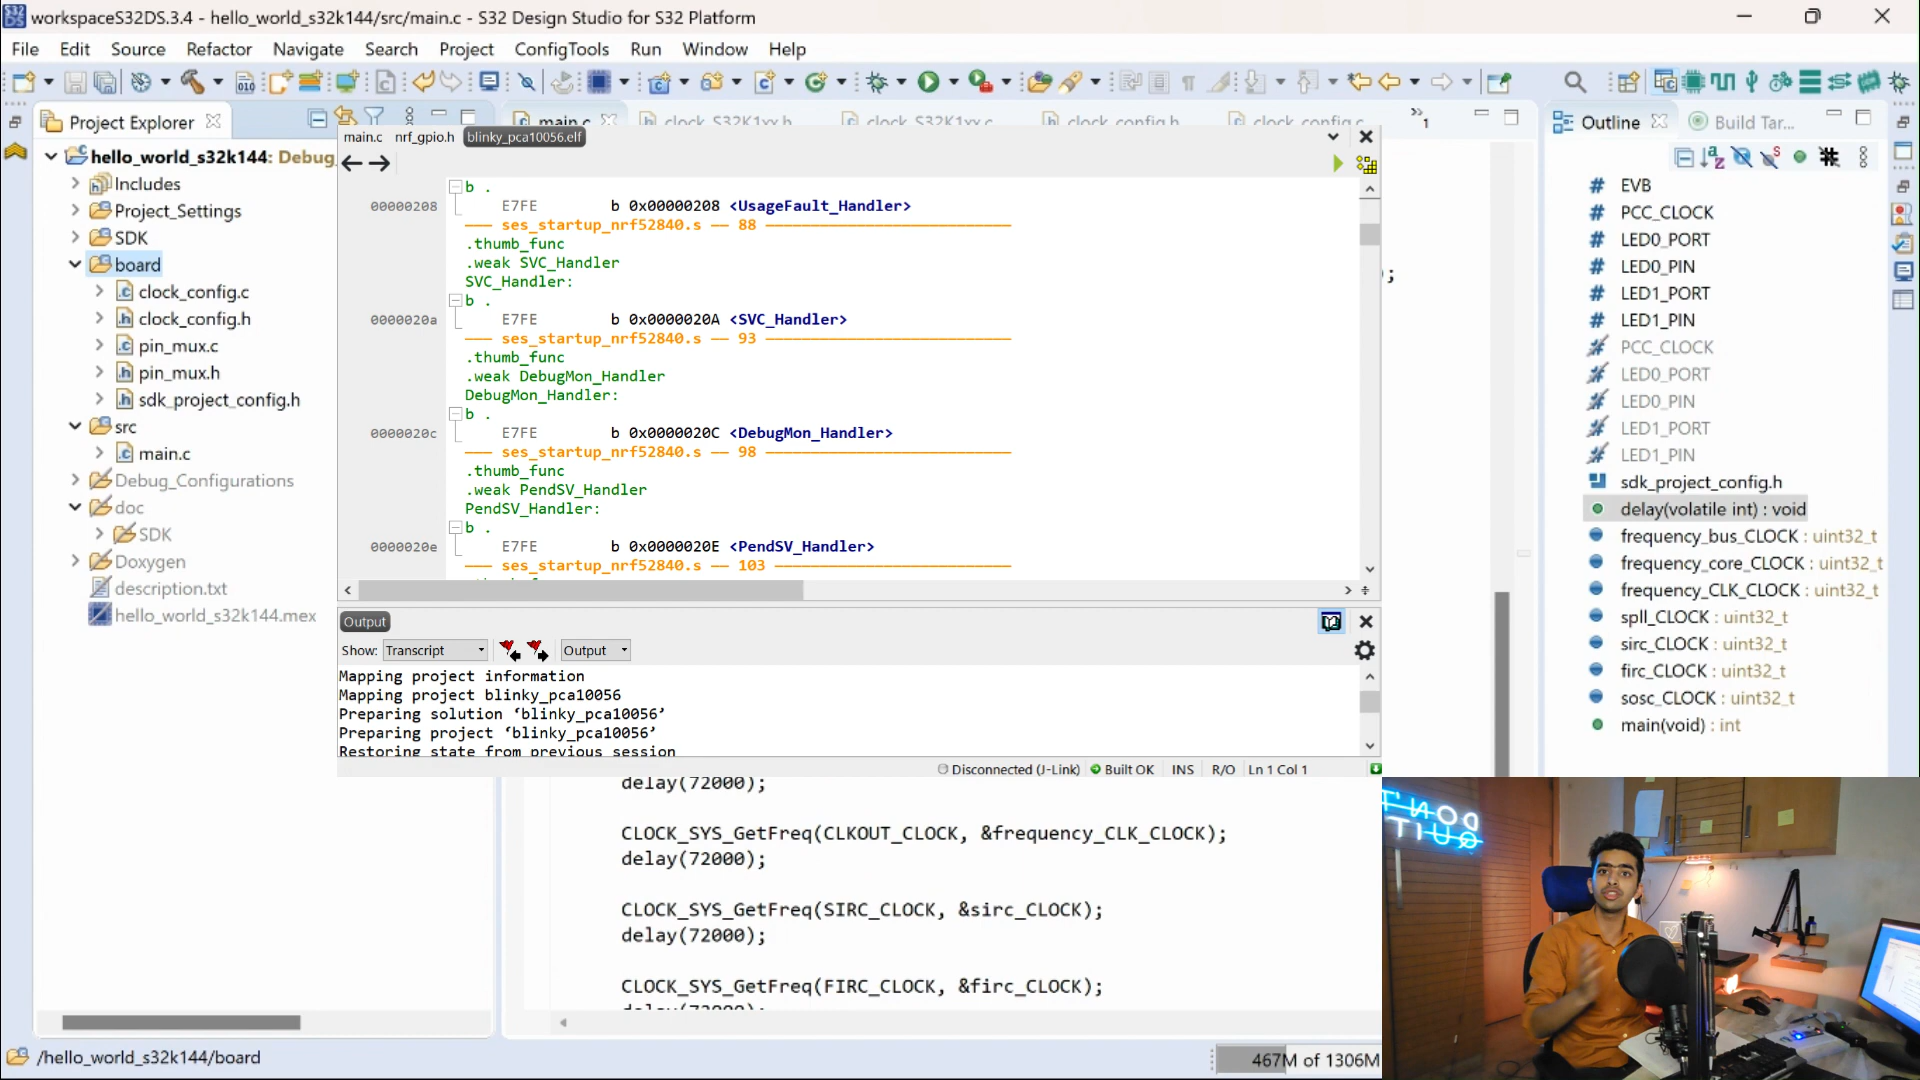 workspaceS32DS.3.4 - hello_world_s32k144/src/main.c - S32 Design Studio for S32 Platform
File Edit Source Refactor Navigate Search Project ConfigTools Run Window Help
Project Explorer
hello_world_s32k144: Debug
Includes
Project_Settings
SDK
board
clock_config.c
clock_config.h
pin_mux.c
pin_mux.h
sdk_project_config.h
src
main.c
Debug_Configurations
doc
SDK
Doxygen
description.txt
hello_world_s32k144.mex
main.c clock_S32K1xx.h clock_S32K1xx.c clock_config.h clock_config.c
1
main.c nrf_gpio.h blinky_pca10056.elf
b .
00000208 E7FE b 0x00000208 <UsageFault_Handler>
ses_startup_nrf52840.s — 88
.thumb_func
.weak SVC_Handler
SVC_Handler:
b .
0000020a E7FE b 0x0000020A <SVC_Handler>
ses_startup_nrf52840.s — 93
.thumb_func
.weak DebugMon_Handler
DebugMon_Handler:
b .
0000020c E7FE b 0x0000020C <DebugMon_Handler>
ses_startup_nrf52840.s — 98
.thumb_func
.weak PendSV_Handler
PendSV_Handler:
b .
0000020e E7FE b 0x0000020E <PendSV_Handler>
ses_startup_nrf52840.s — 103
);
Output
Show: Transcript Output
Mapping project information
Mapping project blinky_pca10056
Preparing solution ‘blinky_pca10056’
Preparing project ‘blinky_pca10056’
Restoring state from previous session
Disconnected (J-Link) Built OK INS R/O Ln 1 Col 1
delay(72000);
CLOCK_SYS_GetFreq(CLKOUT_CLOCK, &frequency_CLK_CLOCK);
delay(72000);
CLOCK_SYS_GetFreq(SIRC_CLOCK, &sirc_CLOCK);
delay(72000);
CLOCK_SYS_GetFreq(FIRC_CLOCK, &firc_CLOCK);
Outline Build Tar...
EVB
PCC_CLOCK
LED0_PORT
LED0_PIN
LED1_PORT
LED1_PIN
PCC_CLOCK
LED0_PORT
LED0_PIN
LED1_PORT
LED1_PIN
sdk_project_config.h
delay(volatile int) : void
frequency_bus_CLOCK : uint32_t
frequency_core_CLOCK : uint32_t
frequency_CLK_CLOCK : uint32_t
spll_CLOCK : uint32_t
sirc_CLOCK : uint32_t
firc_CLOCK : uint32_t
sosc_CLOCK : uint32_t
main(void) : int
DON'T
QUIT
/hello_world_s32k144/board
467M of 1306M